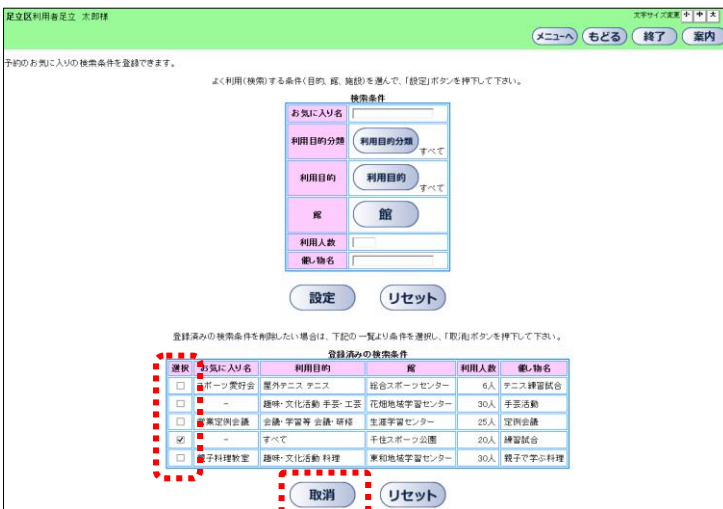 足立区利用者足立 太郎様
文字サイズ変更 小 中 大
メニューへ もどる 終了 案内
予約のお気に入りの検索条件を登録できます。
よく利用(検索)する条件(目的、館、施設)を選んで、「設定」ボタンを押下して下さい。
検索条件
お気に入り名
利用目的分類 利用目的分類 すべて
利用目的 利用目的 すべて
館 館
利用人数
催し物名
設定 リセット
登録済みの検索条件を削除したい場合は、下記の一覧より条件を選択し、「取消」ボタンを押下して下さい。
登録済みの検索条件
選択 お気に入り名 利用目的 館 利用人数 催し物名
スポーツ愛好会 屋外テニス テニス 総合スポーツセンター 6人 テニス練習試合
- 趣味・文化活動 手芸・工芸 花畑地域学習センター 30人 手芸活動
営業定例会議 会議・学習等 会議・研修 生涯学習センター 25人 定例会議
- すべて 千住スポーツ公園 20人 練習試合
親子料理教室 趣味・文化活動 料理 東和地域学習センター 30人 親子で学ぶ料理
取消 リセット